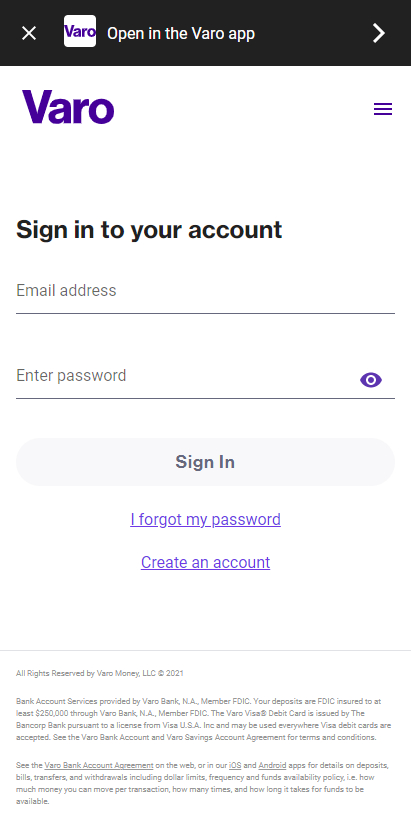 Varo
Open in the Varo app
Varo
Sign in to your account
Email address
Enter password
Sign In
I forgot my password
Create an account
All Rights Reserved by Varo Money, LLC © 2021
Bank Account Services provided by Varo Bank, N.A., Member FDIC. Your deposits are FDIC insured to at
least $250,000 through Varo Bank, N.A., Member FDIC. The Varo Visa® Debit Card is issued by The
Bancorp Bank pursuant to a license from Visa U.S.A. Inc and may be used everywhere Visa debit cards are
accepted. See the Varo Bank Account and Varo Savings Account Agreement for terms and conditions.
See the Varo Bank Account Agreement on the web, or in our iOS and Android apps for details on deposits,
bills, transfers, and withdrawals including dollar limits, frequency and funds availability policy, i.e. how
much money you can move per transaction, how many times, and how long it takes for funds to be
available.